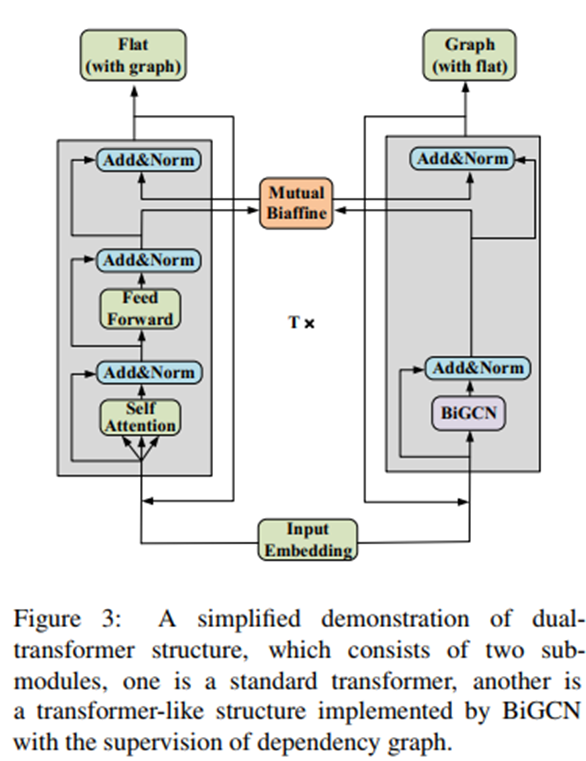 Flat
(with graph)
Graph
(with flat)
Add&Norm
Add&Norm
Mutual
Biaffine
Add&Norm
Feed
Forward
T ×
Add&Norm
Add&Norm
Self
Attention
BiGCN
Input
Embedding
Figure 3: A simplified demonstration of dual-
transformer structure, which consists of two sub-
modules, one is a standard transformer, another is
a transformer-like structure implemented by BiGCN
with the supervision of dependency graph.